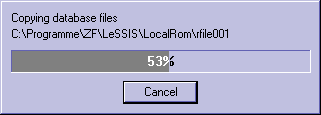 Copying database files
C:\Programme\ZF\LeSSIS\LocalRom\rfile001
53%
Cancel